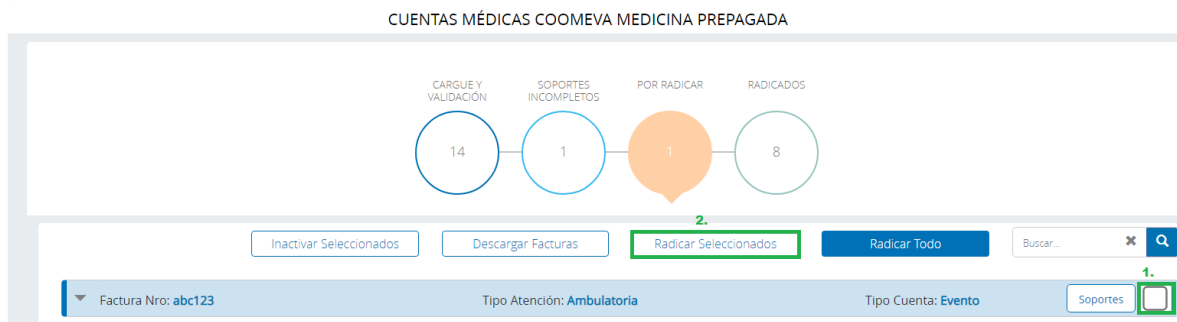 CUENTAS MÉDICAS COOMEVA MEDICINA PREPAGADA
CARGUE Y VALIDACIÓN
SOPORTES INCOMPLETOS
POR RADICAR
RADICADOS
14
1
1
8
2.
Inactivar Seleccionados
Descargar Facturas
Radicar Seleccionados
Radicar Todo
Buscar...
1.
Factura Nro: abc123
Tipo Atención: Ambulatoria
Tipo Cuenta: Evento
Soportes